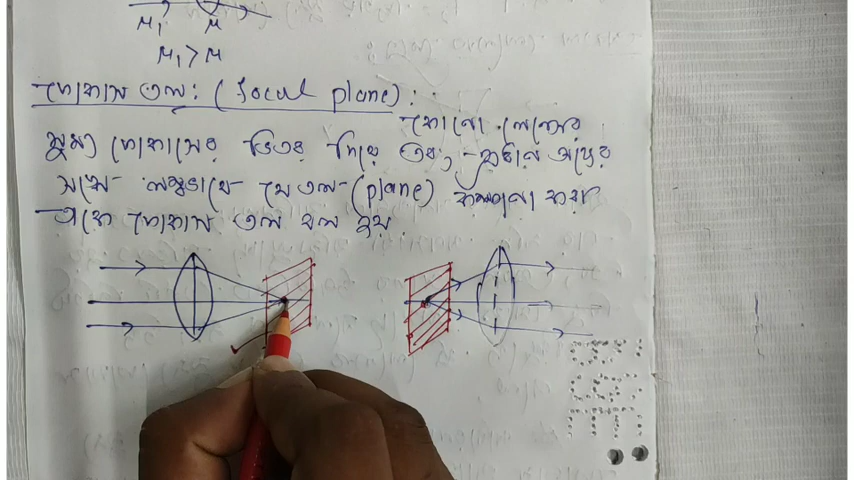 μ₁ μ
μ₁ > μ
ফোকাস তল: (focal plane):
কোনো লেন্সের
মুখ্য ফোকাসের ভিতর দিয়ে এবং প্রধান অক্ষের
সঙ্গে লম্বভাবে যে তল (plane) কল্পনা করা
তাকে ফোকাস তল বলা হয়